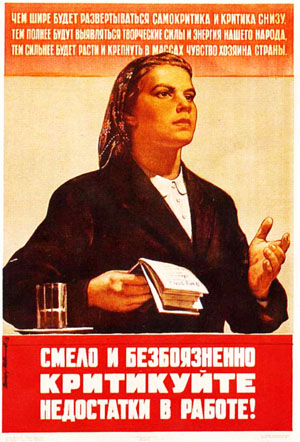 ЧЕМ ШИРЕ БУДЕТ РАЗВЕРТЫВАТЬСЯ САМОКРИТИКА И КРИТИКА СНИЗУ,
ТЕМ ПОЛНЕЕ БУДУТ ВЫЯВЛЯТЬСЯ ТВОРЧЕСКИЕ СИЛЫ И ЭНЕРГИЯ НАШЕГО НАРОДА,
ТЕМ СИЛЬНЕЕ БУДЕТ РАСТИ И КРЕПНУТЬ В МАССАХ ЧУВСТВО ХОЗЯИНА СТРАНЫ.
СМЕЛО И БЕЗБОЯЗНЕННО
КРИТИКУЙТЕ
НЕДОСТАТКИ В РАБОТЕ!